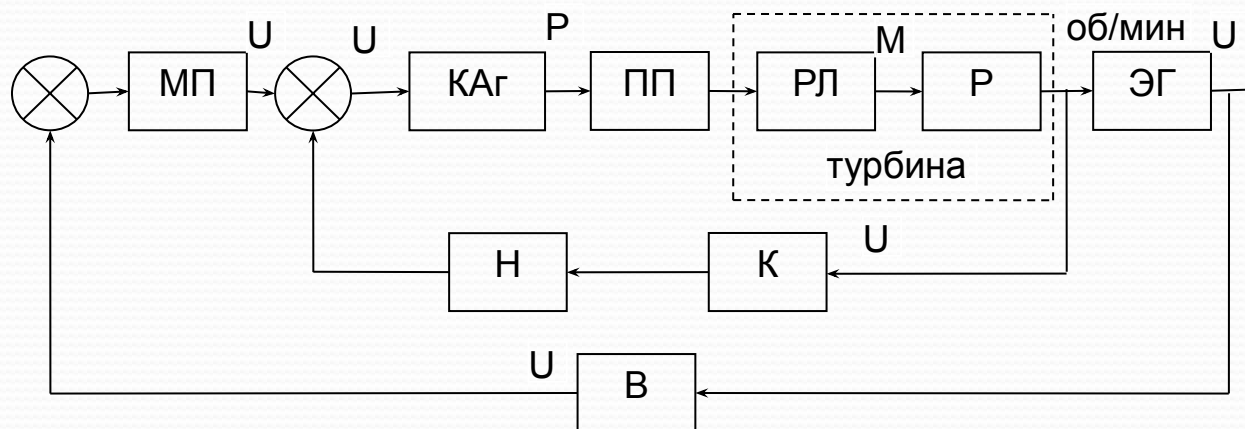 U U P M об/мин U
МП КАг ПП РЛ Р ЭГ
турбина
Н К U
U В